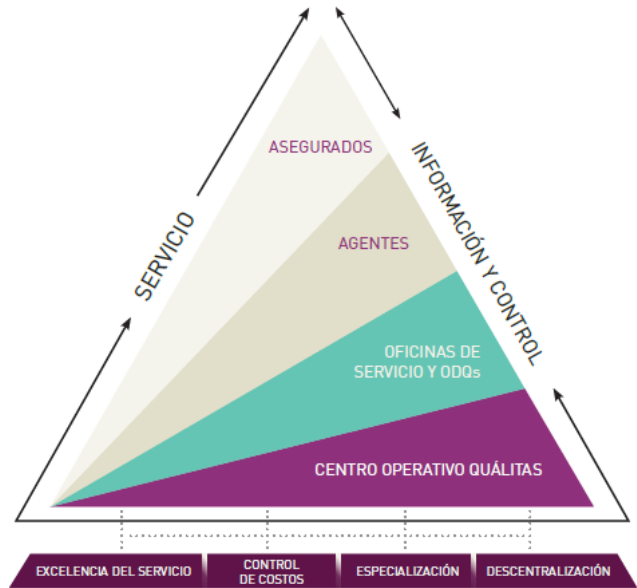 ASEGURADOS
SERVICIO
INFORMACIÓN Y CONTROL
AGENTES
OFICINAS DE
SERVICIO Y ODQs
CENTRO OPERATIVO QUÁLITAS
EXCELENCIA DEL SERVICIO
CONTROL
DE COSTOS
ESPECIALIZACIÓN
DESCENTRALIZACIÓN